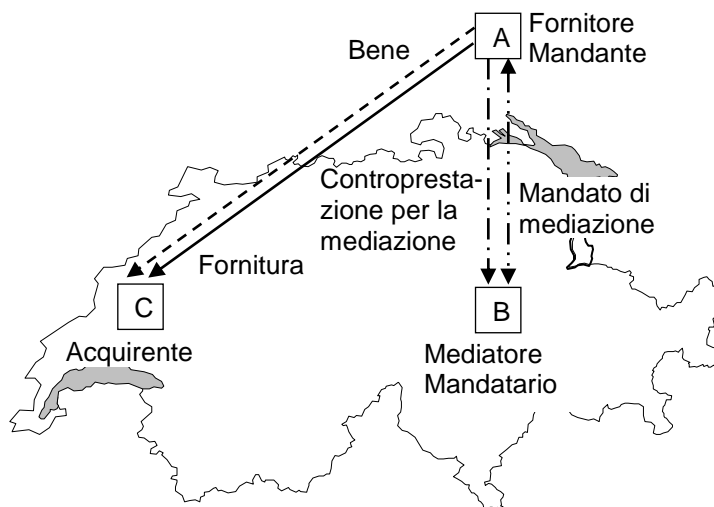 A
Fornitore
Mandante
Bene
Contropresta-
zione per la
mediazione
Mandato di
mediazione
Fornitura
C
Acquirente
B
Mediatore
Mandatario